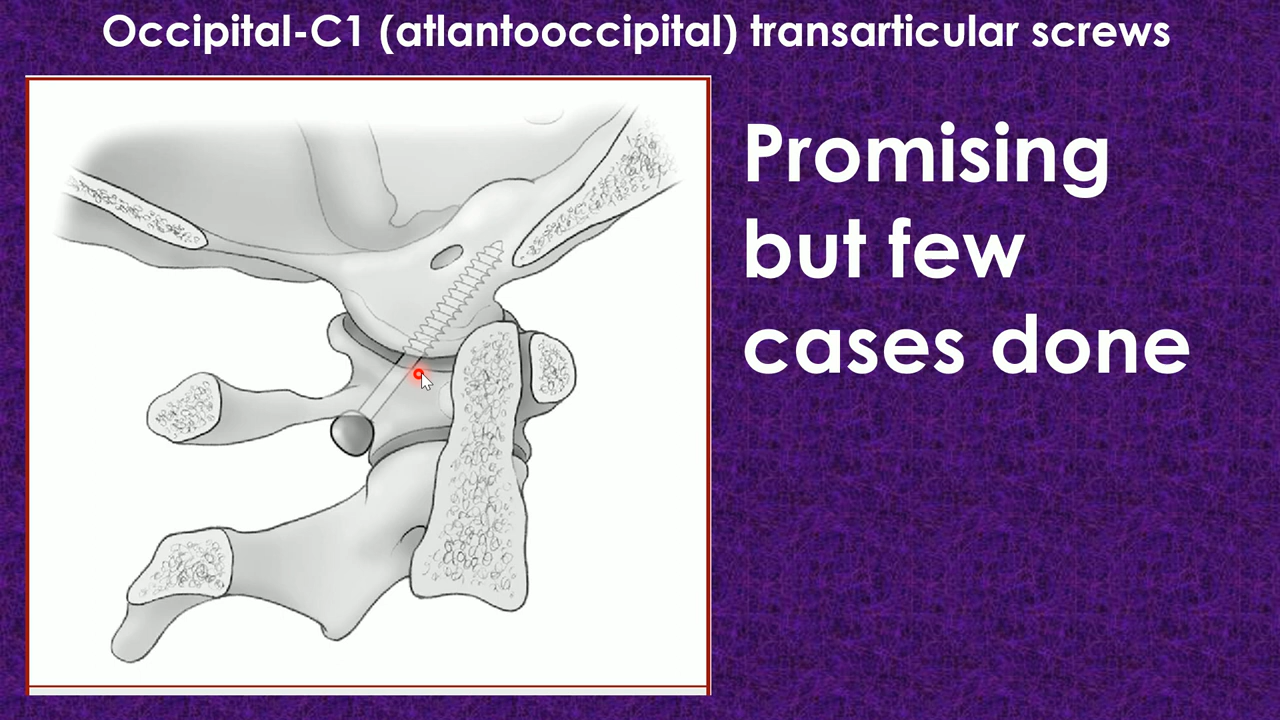 Occipital-C1 (atlantooccipital) transarticular screws
Promising
but few
cases done